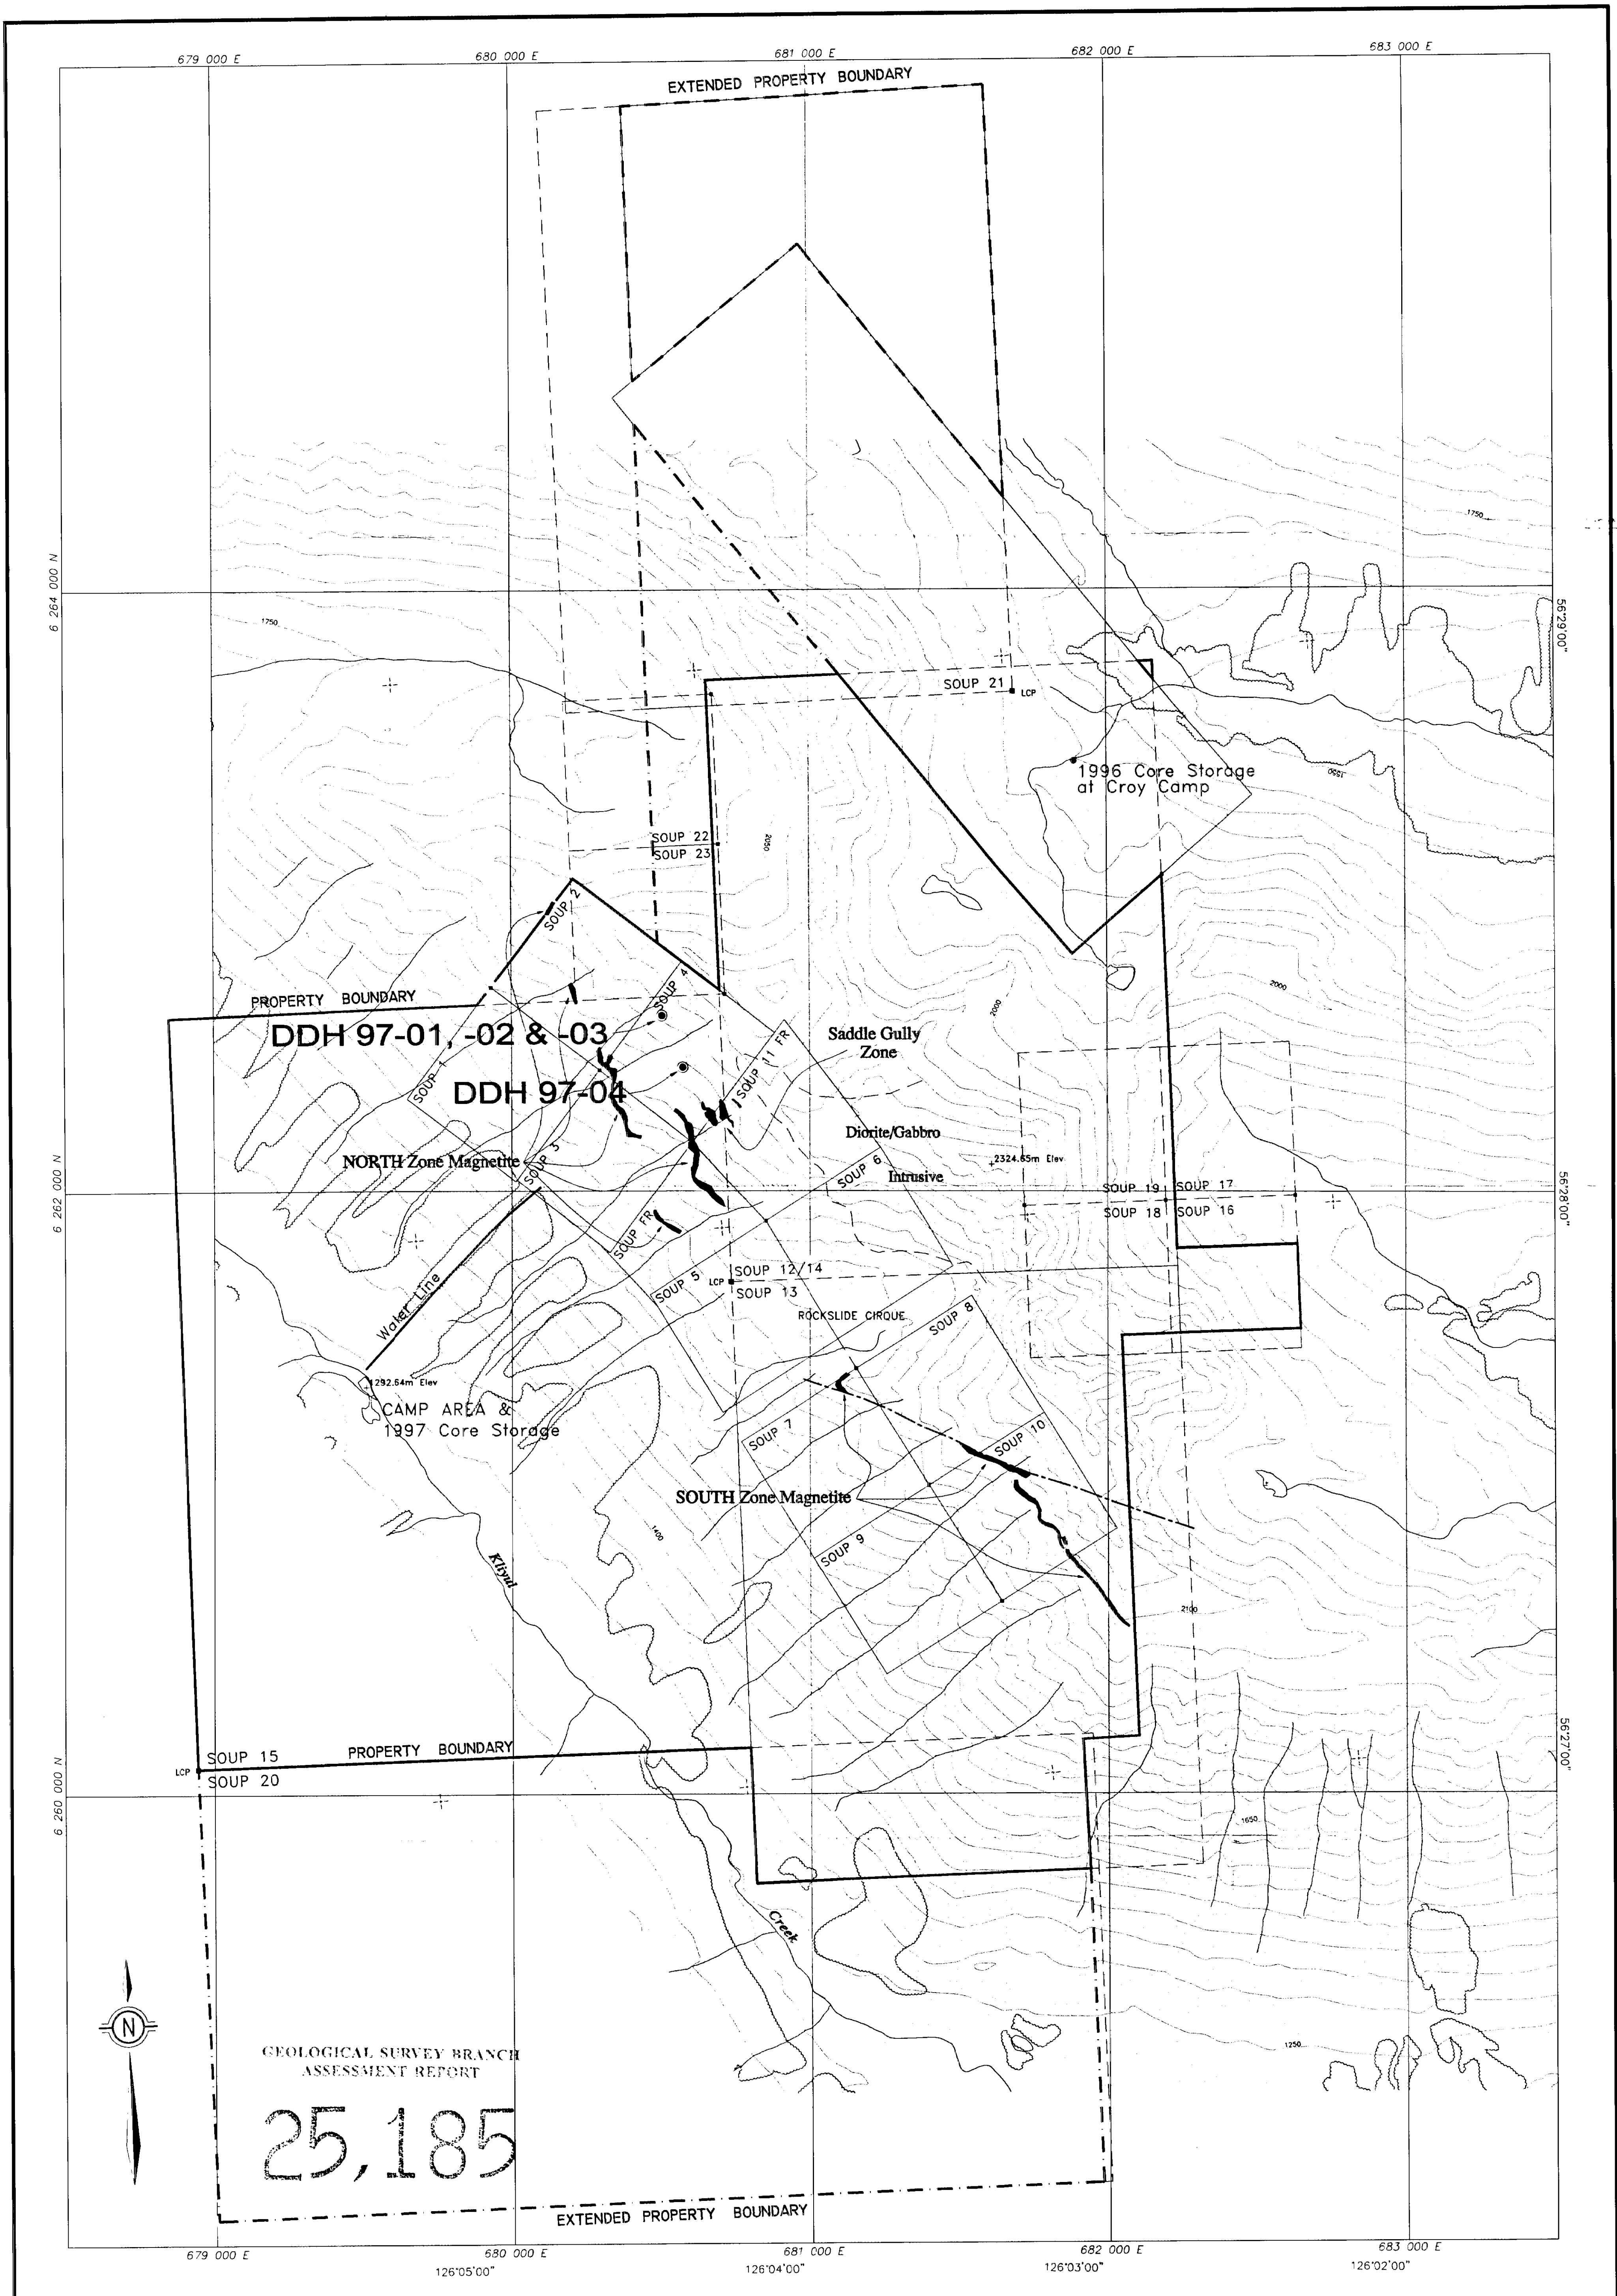 679 000 E
680 000 E
681 000 E
682 000 E
683 000 E
EXTENDED PROPERTY BOUNDARY
1750
6 264 000 N
56°29'00"
1750
SOUP 21
LCP
1996 Core Storage
at Croy Camp
1550
SOUP 22
SOUP 23
2050
SOUP 2
SOUP 4
PROPERTY BOUNDARY
2000
2000
DDH 97-01, -02 & -03
Saddle Gully
Zone
SOUP 11 FR
SOUP 1
DDH 97-04
Diorite/Gabbro
Intrusive
NORTH Zone Magnetite
SOUP 3
SOUP 6
2324.65m Elev
6 262 000 N
56°28'00"
SOUP 19
SOUP 17
SOUP 18
SOUP 16
SOUP FR
SOUP 5
LCP
SOUP 12/14
SOUP 13
Water Line
ROCKSLIDE CIRQUE
SOUP 8
1292.64m Elev
CAMP AREA &
1997 Core Storage
SOUP 7
SOUP 10
SOUTH Zone Magnetite
1400
SOUP 9
Kliyul
2100
SOUP 15
PROPERTY BOUNDARY
LCP
SOUP 20
56°27'00"
6 260 000 N
1650
Creek
N
1250
GEOLOGICAL SURVEY BRANCH
ASSESSMENT REPORT
25,185
EXTENDED PROPERTY BOUNDARY
679 000 E
680 000 E
681 000 E
682 000 E
683 000 E
126°05'00"
126°04'00"
126°03'00"
126°02'00"